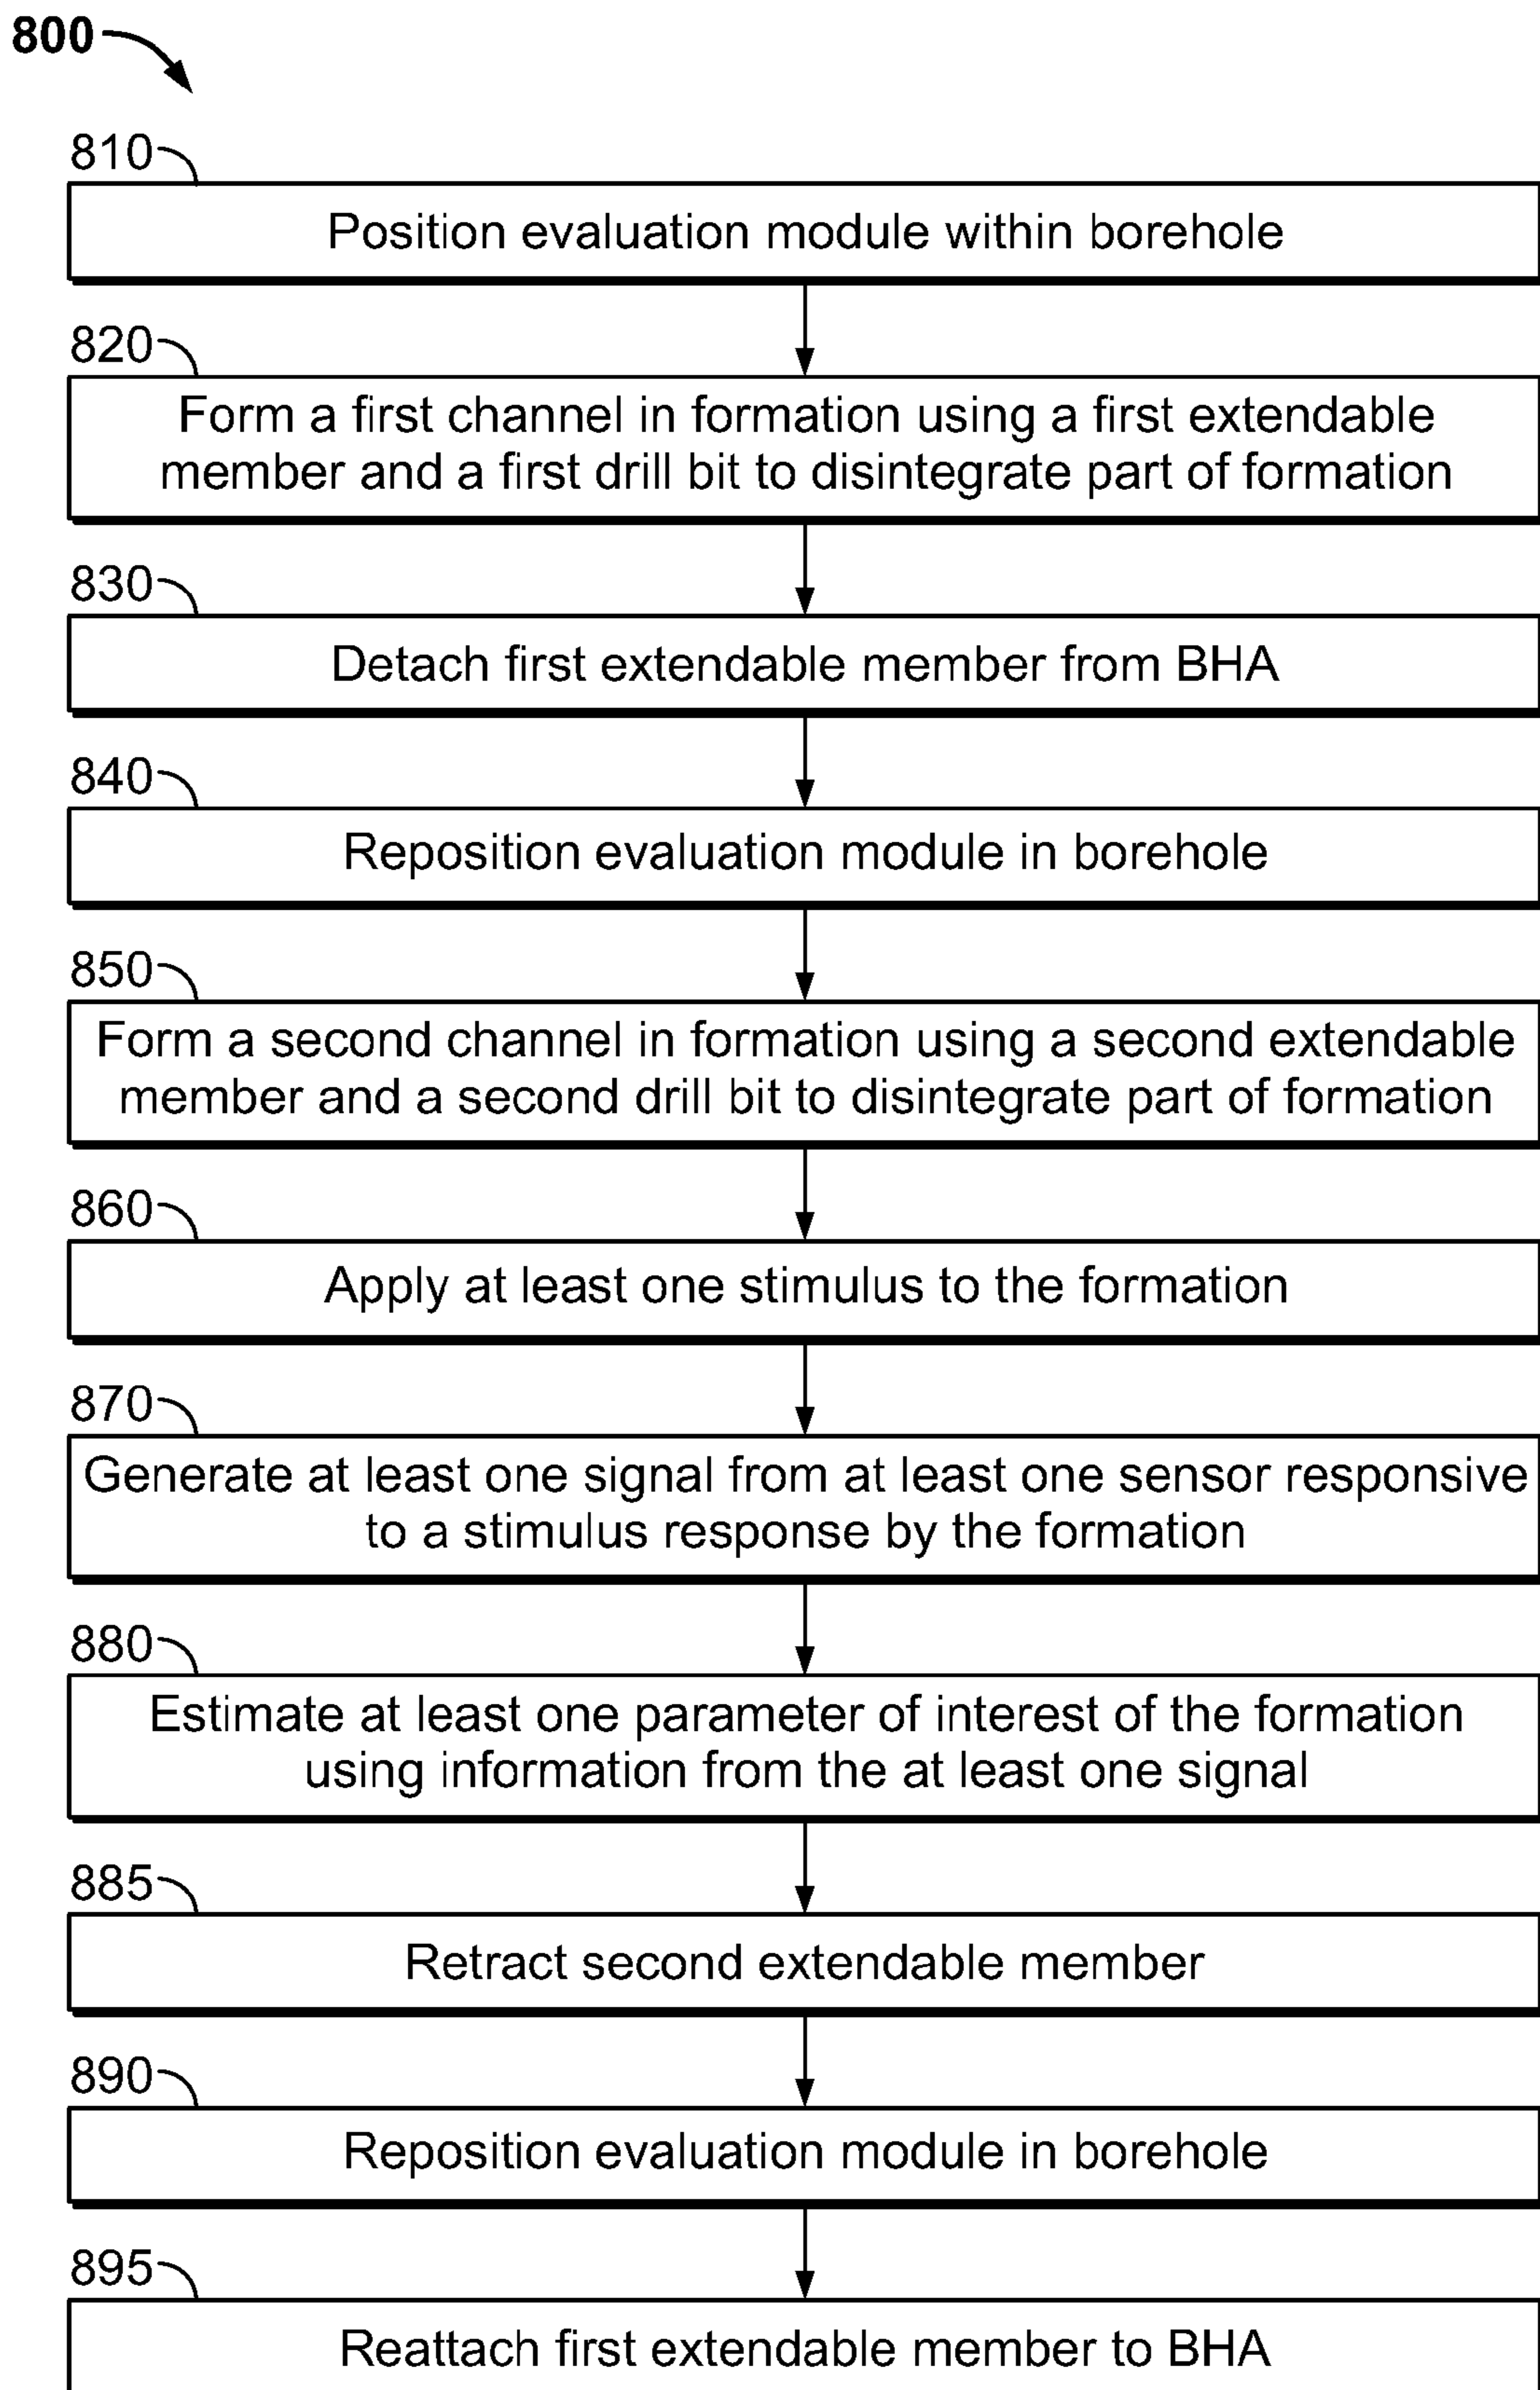 800
810
Position evaluation module within borehole
820
Form a first channel in formation using a first extendable
member and a first drill bit to disintegrate part of formation
830
Detach first extendable member from BHA
840
Reposition evaluation module in borehole
850
Form a second channel in formation using a second extendable
member and a second drill bit to disintegrate part of formation
860
Apply at least one stimulus to the formation
870
Generate at least one signal from at least one sensor responsive
to a stimulus response by the formation
880
Estimate at least one parameter of interest of the formation
using information from the at least one signal
885
Retract second extendable member
890
Reposition evaluation module in borehole
895
Reattach first extendable member to BHA